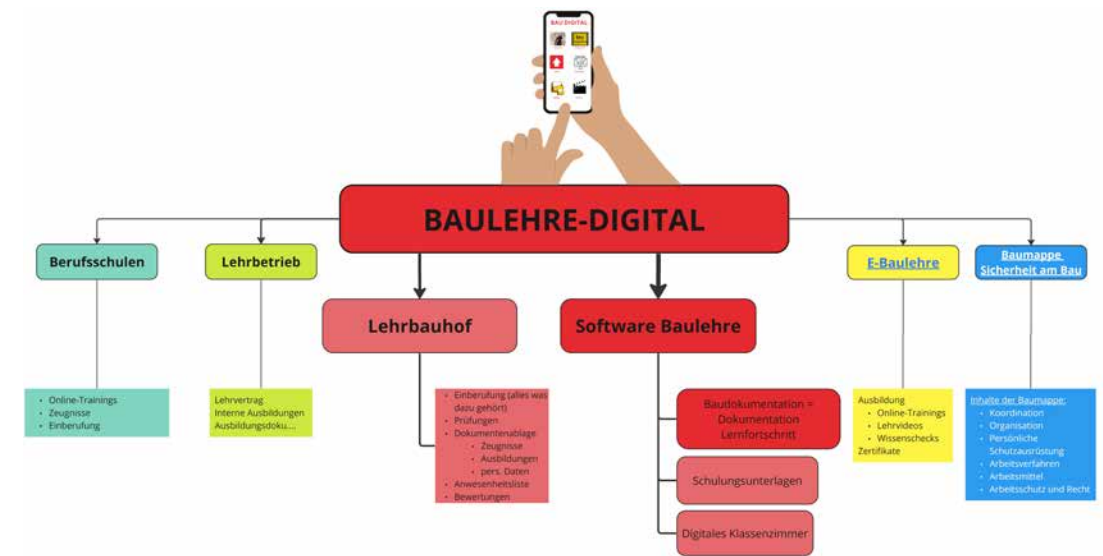 BAU:DIGITAL
BAULEHRE-DIGITAL
Berufsschulen
Lehrbetrieb
E-Baulehre
Baumappe
Sicherheit am Bau
Lehrbauhof
Software Baulehre
• Online-Trainings
• Zeugnisse
• Einberufung
Lehrvertrag
Interne Ausbildungen
Ausbildungsdoku....
• Einberufung (alles was
dazu gehört)
• Prüfungen
• Dokumentenablage
• Zeugnisse
• Ausbildungen
• pers. Daten
• Anwesenheitsliste
• Bewertungen
Baudokumentation =
Dokumentation
Lernfortschritt
Schulungsunterlagen
Digitales Klassenzimmer
Ausbildung
• Online-Trainings
• Lehrvideos
• Wissenschecks
Zertifikate
Inhalte der Baumappe:
• Koordination
• Organisation
• Persönliche
Schutzausrüstung
• Arbeitsverfahren
• Arbeitsmittel
• Arbeitsschutz und Recht